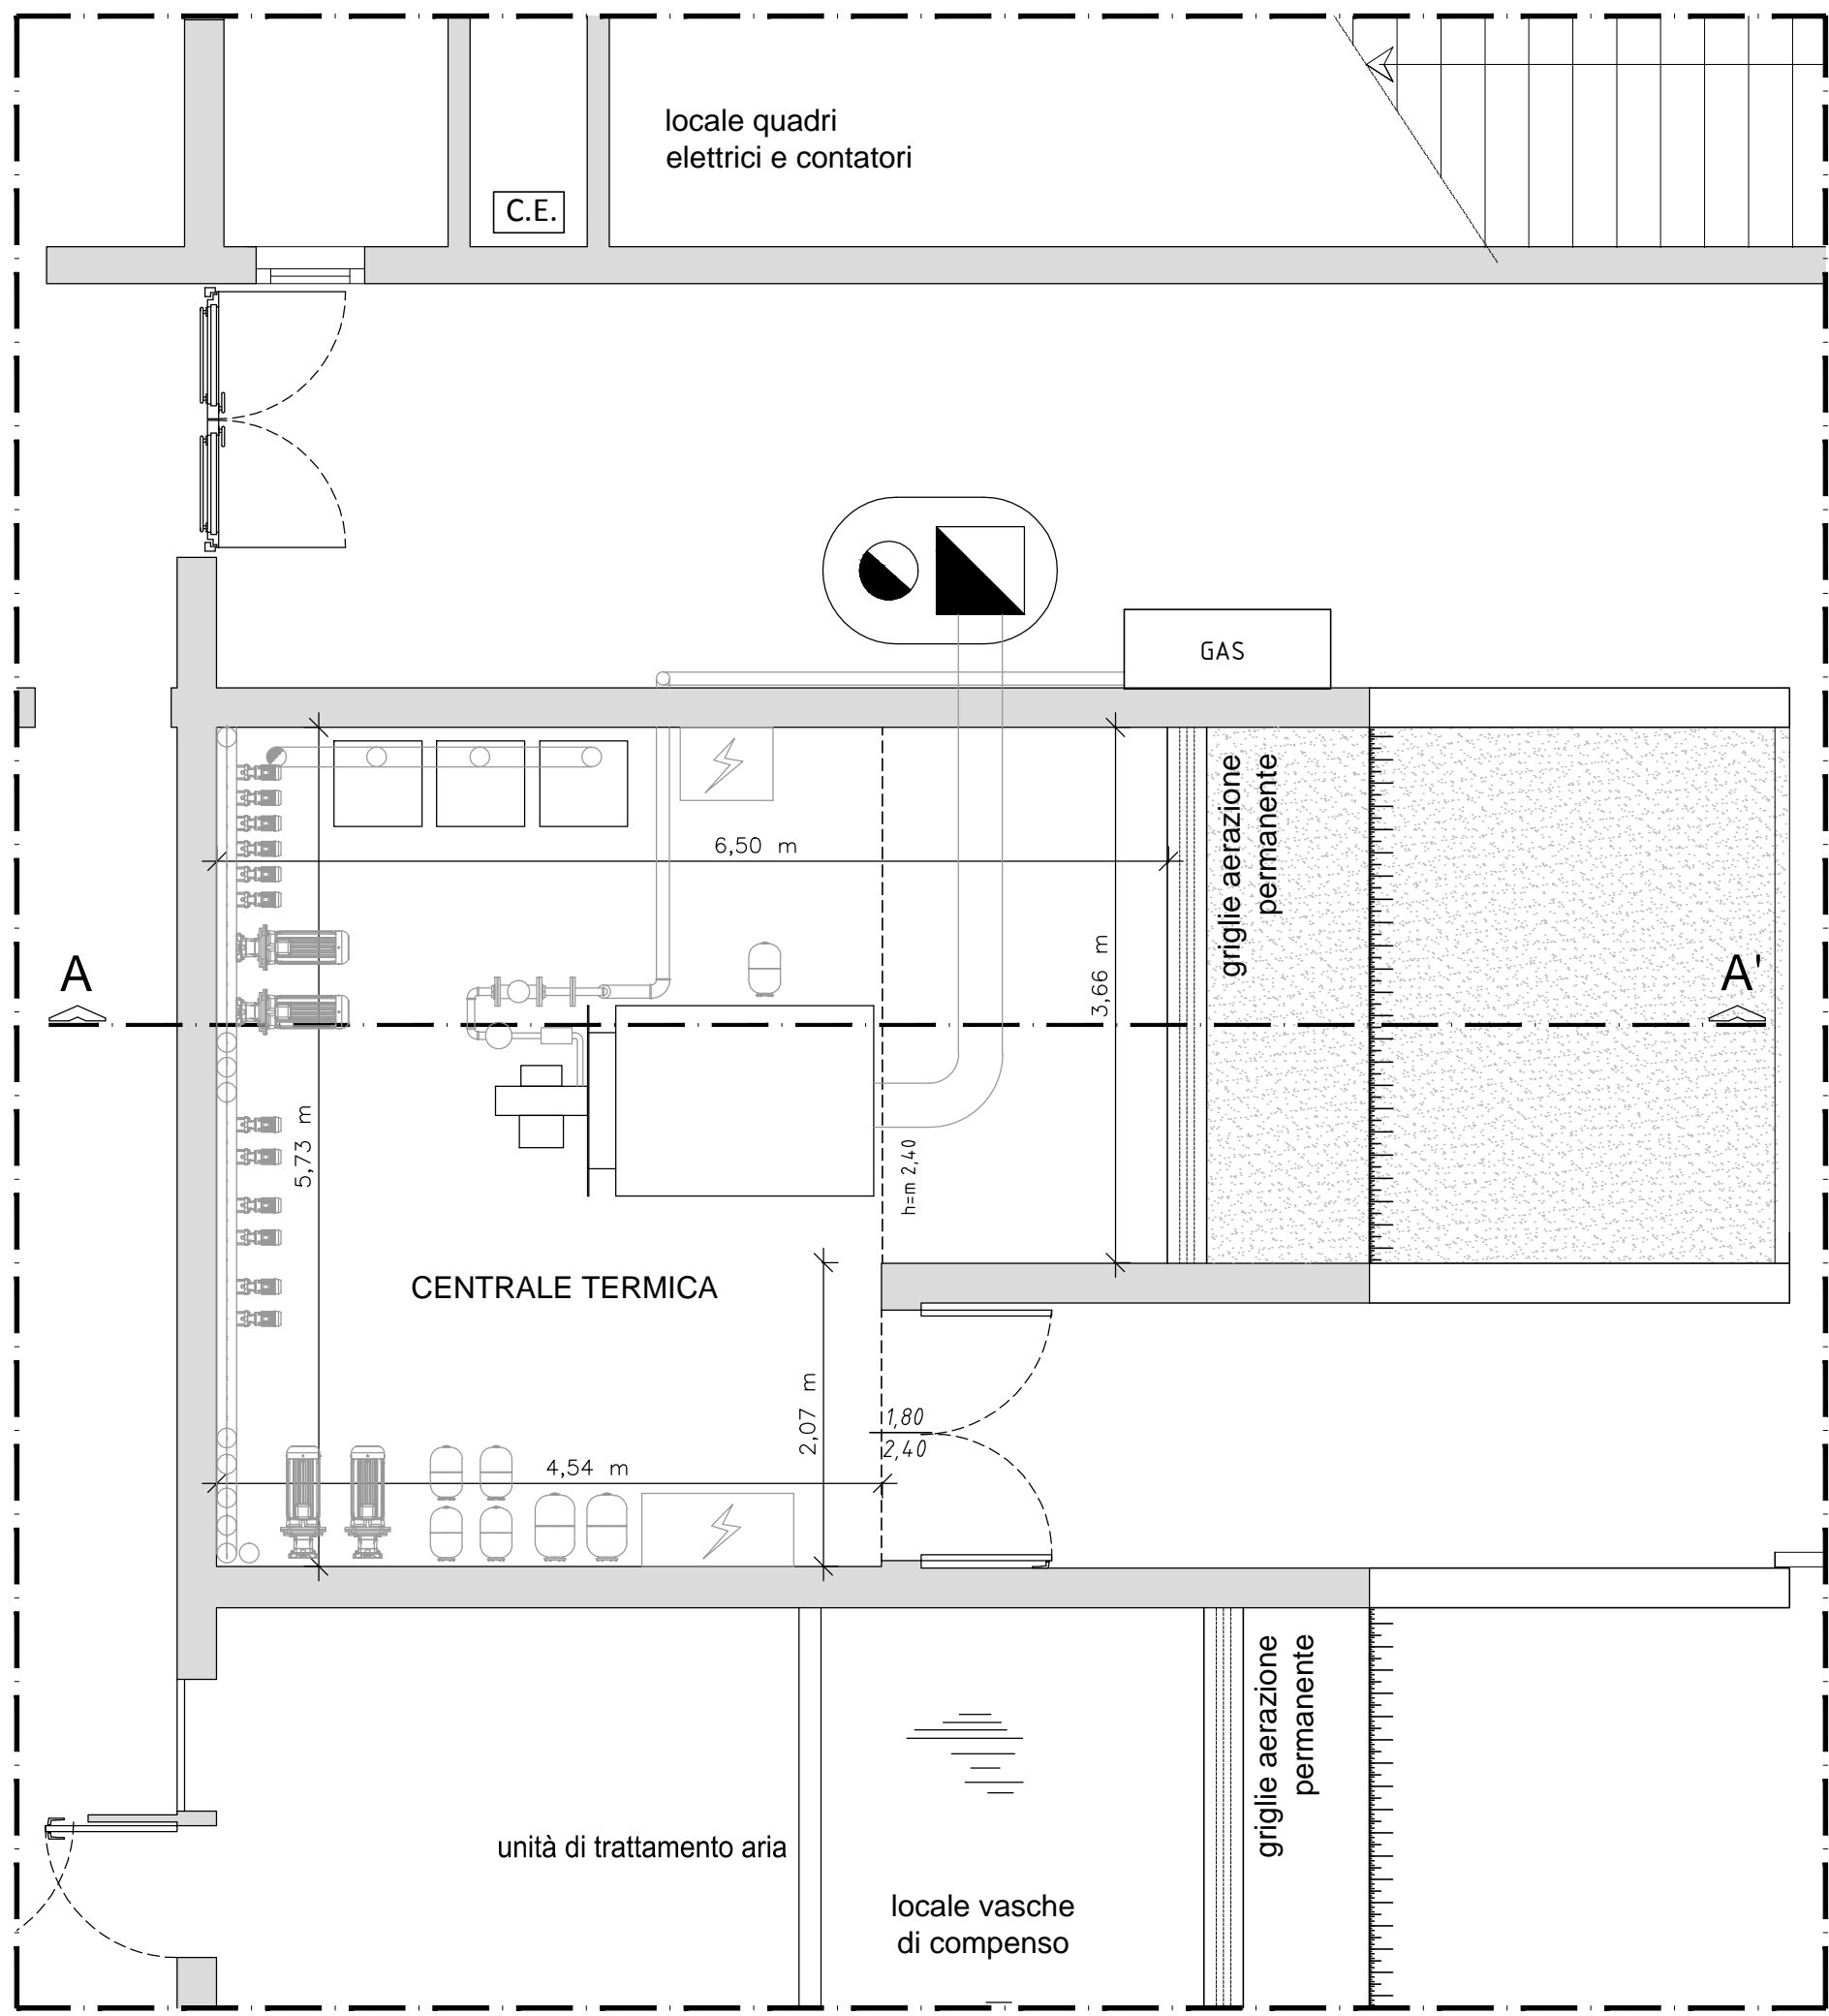 locale quadri
elettrici e contatori
C.E.
GAS
griglie aerazione
permanente
6,50 m
3,66 m
A
A'
5,73 m
h=m 2,40
CENTRALE TERMICA
2,07 m
1,80
2,40
4,54 m
griglie aerazione
permanente
unità di trattamento aria
locale vasche
di compenso